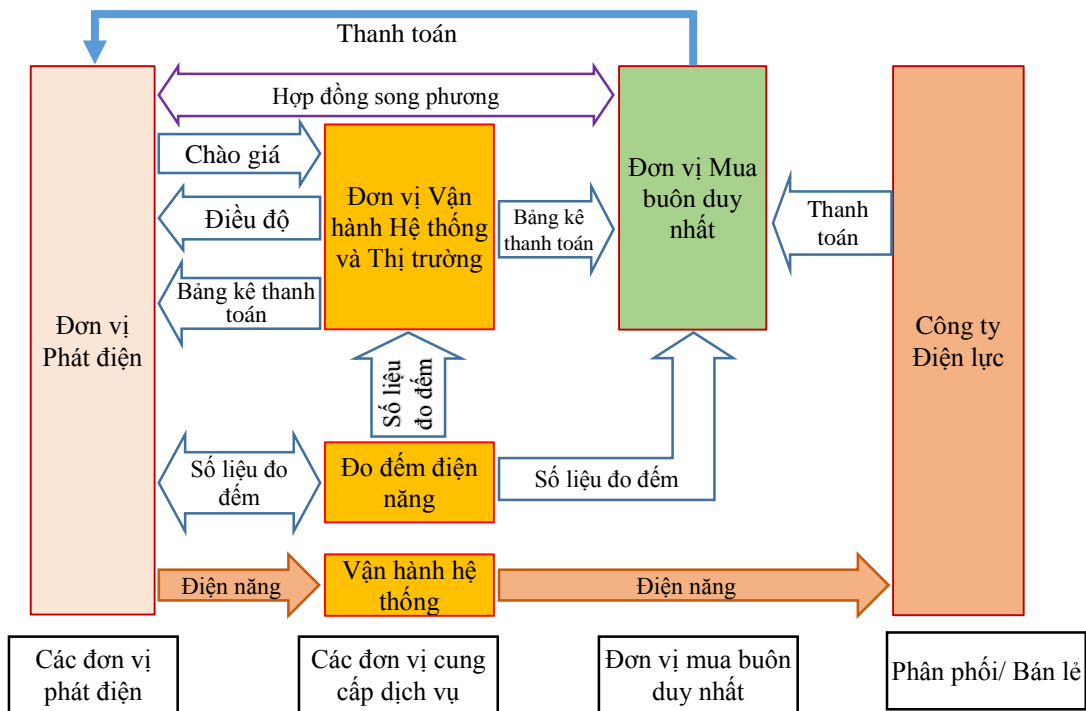 Thanh toán
Hợp đồng song phương
Chào giá
Điều độ
Bảng kê thanh
toán
Đơn vị
Phát điện
Đơn vị Vận
hành Hệ thống
và Thị trường
Bảng kê
thanh toán
Đơn vị Mua
buôn duy
nhất
Thanh
toán
Công ty
Điện lực
Số liệu
đo đếm
Số liệu đo
đếm
Đo đếm điện
năng
Số liệu đo đếm
Điện năng
Vận hành hệ
thống
Điện năng
Các đơn vị
phát điện
Các đơn vị cung
cấp dịch vụ
Đơn vị mua buôn
duy nhất
Phân phối/ Bán lẻ